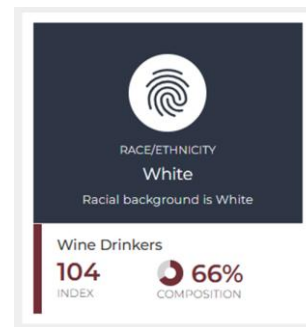 RACE/ETHNICITY
White
Racial background is White
Wine Drinkers
104 66%
INDEX COMPOSITION